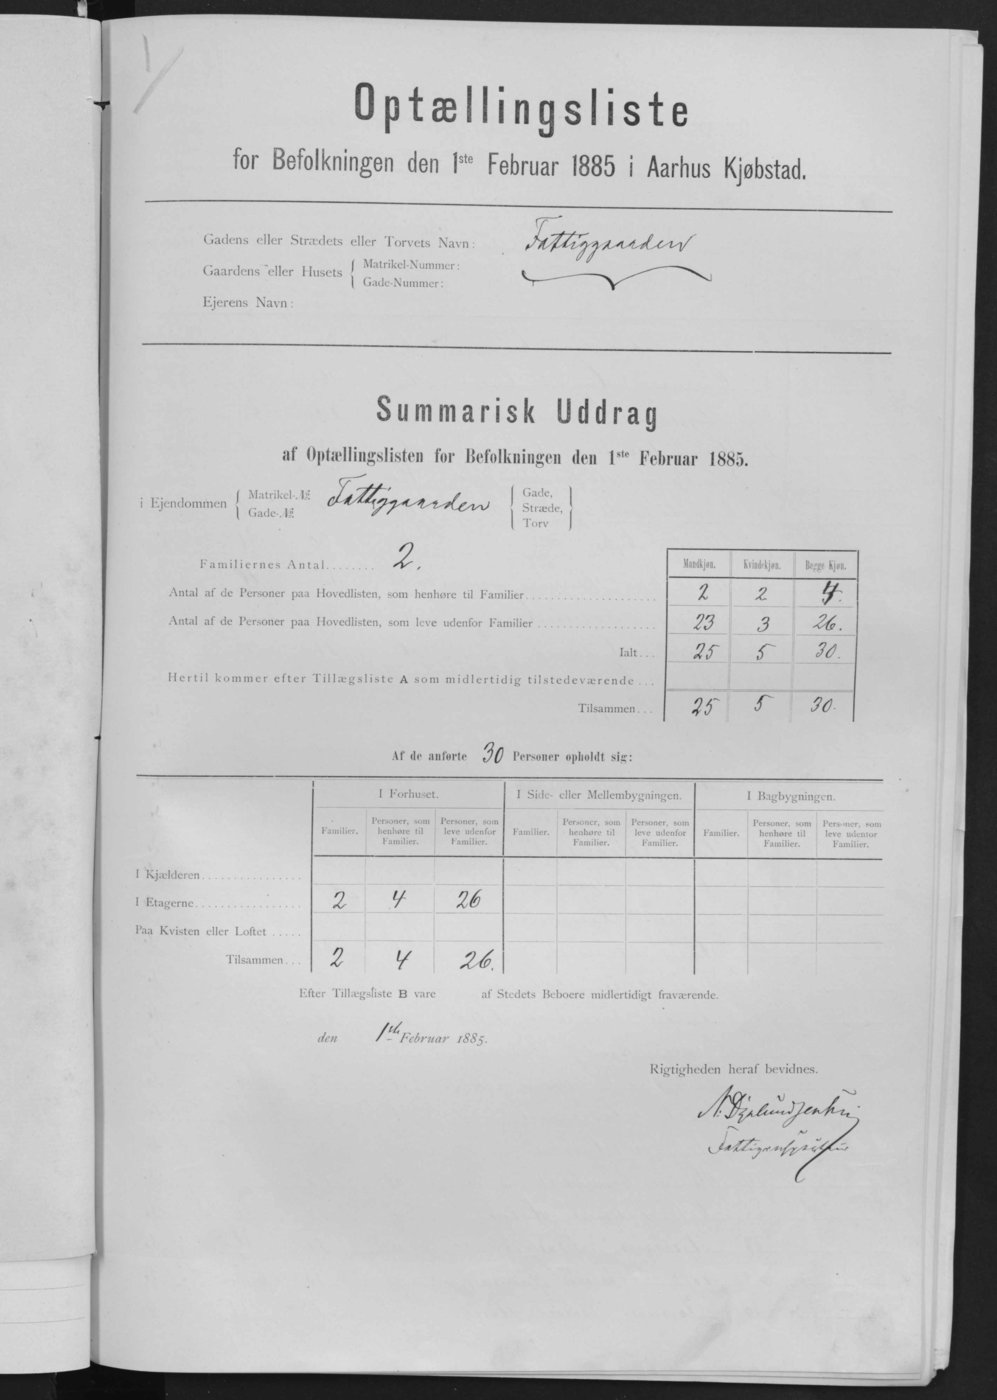 Optællingsliste
for Befolkningen den 1ste Februar 1885 i Aarhus Kjøbstad.
Gadens eller Strædets eller Torvets Navn: Fattiggaarden
Gaardens eller Husets { Matrikel-Nummer:
Gade-Nummer:
Ejerens Navn:
Summarisk Uddrag
af Optællingslisten for Befolkningen den 1ste Februar 1885.
i Ejendommen { Matrikel-№ Gade-№ Fattiggaarden { Gade, Stræde, Torv }
Familiernes Antal........ 2.
Mandkjøn. Kvindekjøn. Begge Kjøn.
Antal af de Personer paa Hovedlisten, som henhøre til Familier 2 2 4.
Antal af de Personer paa Hovedlisten, som leve udenfor Familier 23 3 26.
Ialt... 25 5 30.
Hertil kommer efter Tillægsliste A som midlertidig tilstedeværende...
Tilsammen... 25 5 30.
Af de anførte 30 Personer opholdt sig:
I Forhuset. I Side- eller Mellembygningen. I Bagbygningen.
Familier. Personer, som henhøre til Familier. Personer, som leve udenfor Familier. Familier. Personer, som henhøre til Familier. Personer, som leve udenfor Familier. Familier. Personer, som henhøre til Familier. Personer, som leve udenfor Familier.
I Kjælderen
I Etagerne 2 4 26
Paa Kvisten eller Loftet
Tilsammen... 2 4 26.
Efter Tillægsliste B vare af Stedets Beboere midlertidigt fraværende.
den 1ste Februar 1885.
Rigtigheden heraf bevidnes.